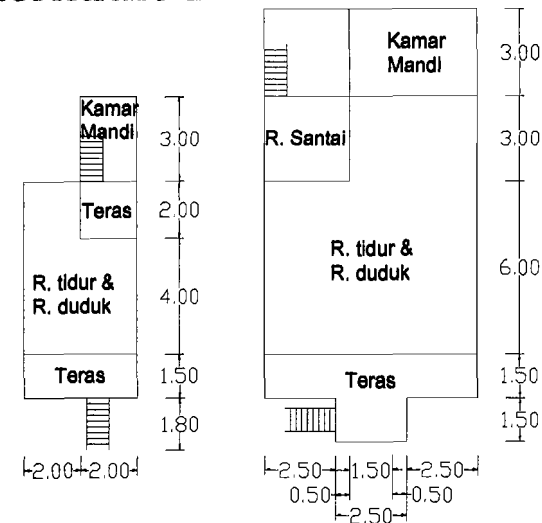 Kamar
Mandi
3.00
Teras
2.00
R. tidur &
R. duduk
4.00
Teras
1.50
1.80
2.00 2.00
Kamar
Mandi
3.00
R. Santai
3.00
R. tidur &
R. duduk
6.00
Teras
1.50
1.50
2.50 1.50 2.50
0.50 0.50
2.50